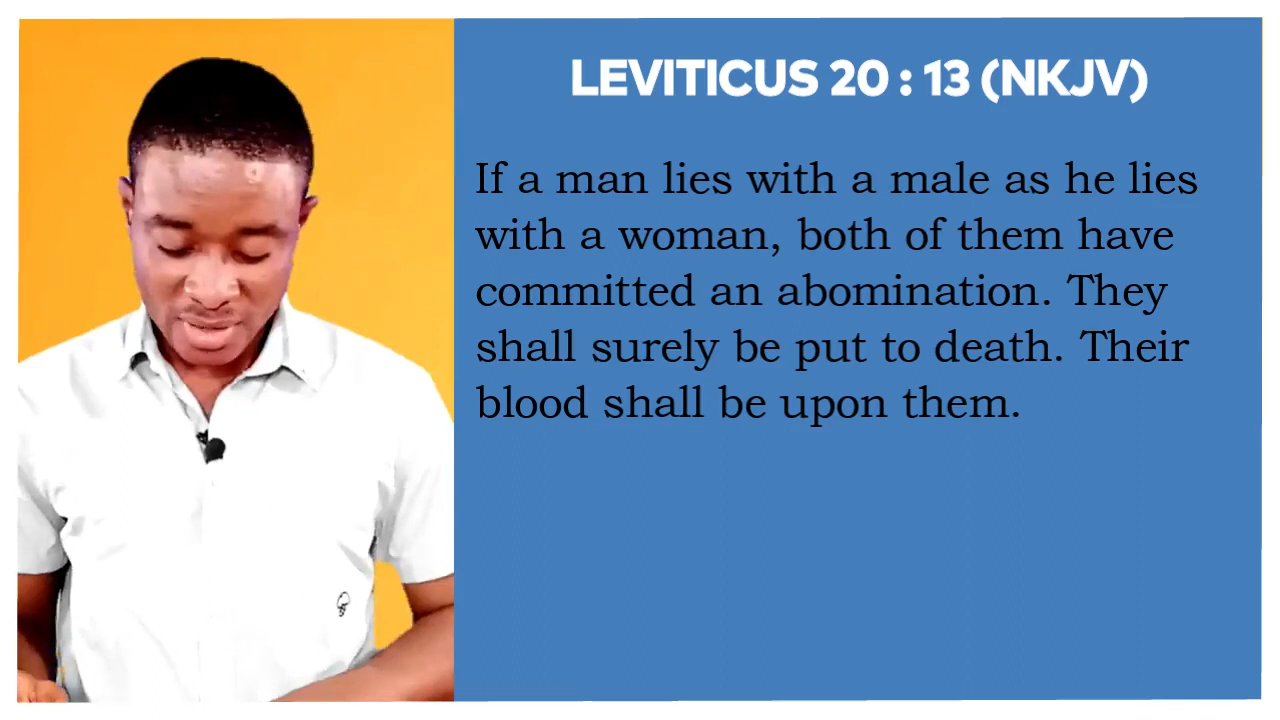 LEVITICUS 20 : 13 (NKJV)
If a man lies with a male as he lies
with a woman, both of them have
committed an abomination. They
shall surely be put to death. Their
blood shall be upon them.